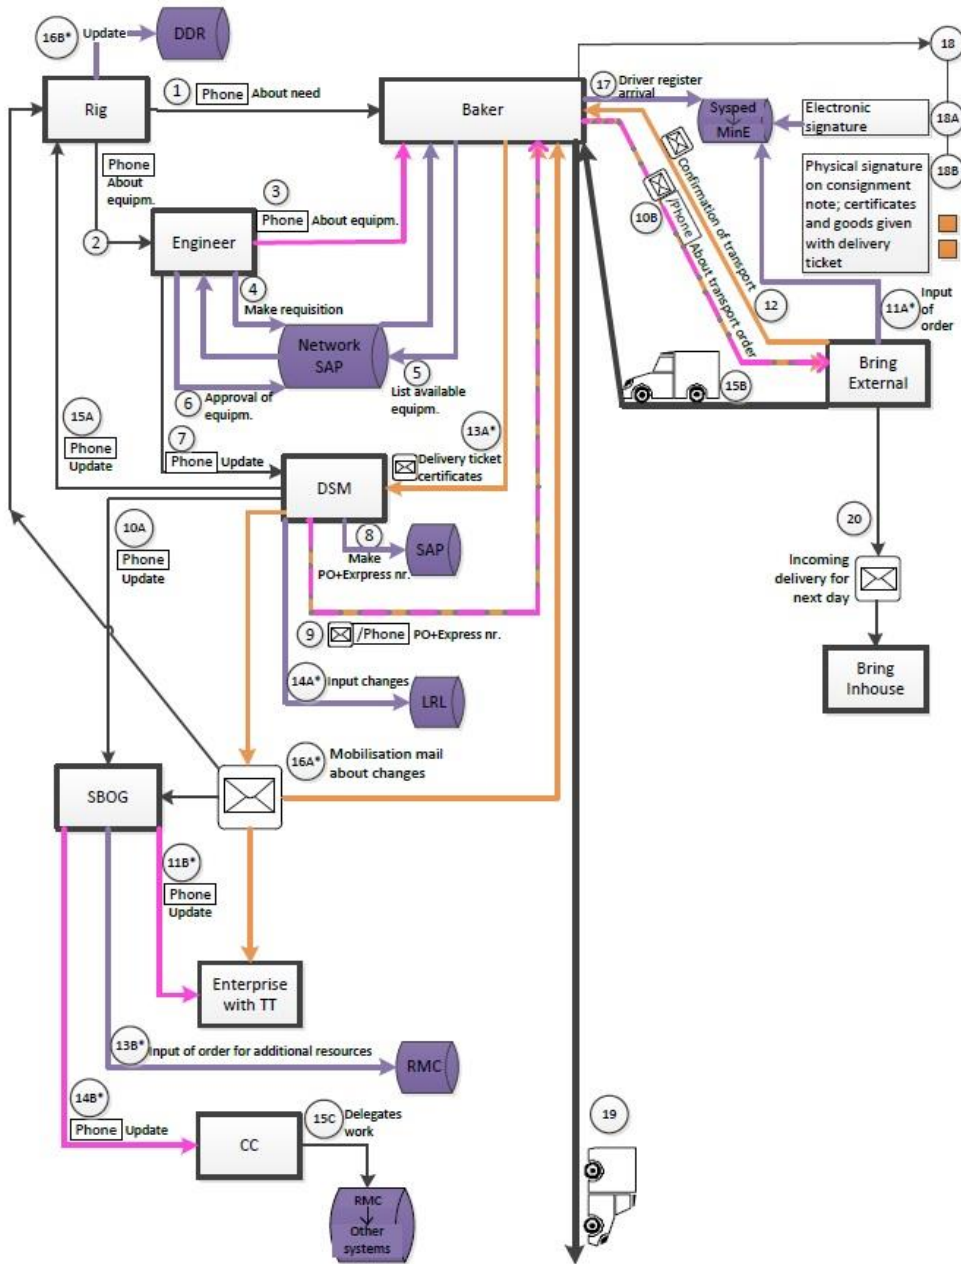 16B*
Update
DDR
Rig
1
Phone
About need
Baker
17
Driver register
arrival
18
Sysped
MinE
Electronic
signature
18A
18B
Physical signature
on consignment
note; certificates
and goods given
with delivery
ticket
Phone
About
equipm.
2
3
Phone
About equipm.
Engineer
4
Make requisition
Network
SAP
5
List available
equipm.
6
Approval of
equipm.
Confirmation of transport
10B
/Phone
About transport order
12
11A*
Input
of
order
Bring
External
15B
15A
Phone
Update
7
Phone
Update
13A*
Delivery ticket
certificates
DSM
8
Make
PO+Exrpress nr.
SAP
10A
Phone
Update
20
Incoming
delivery for
next day
9
/Phone
PO+Express nr.
Bring
Inhouse
14A*
Input changes
LRL
16A*
Mobilisation mail
about changes
SBOG
11B*
Phone
Update
Enterprise
with TT
13B*
Input of order for additional resources
RMC
14B*
Phone
Update
CC
15C
Delegates
work
19
RMC
Other
systems